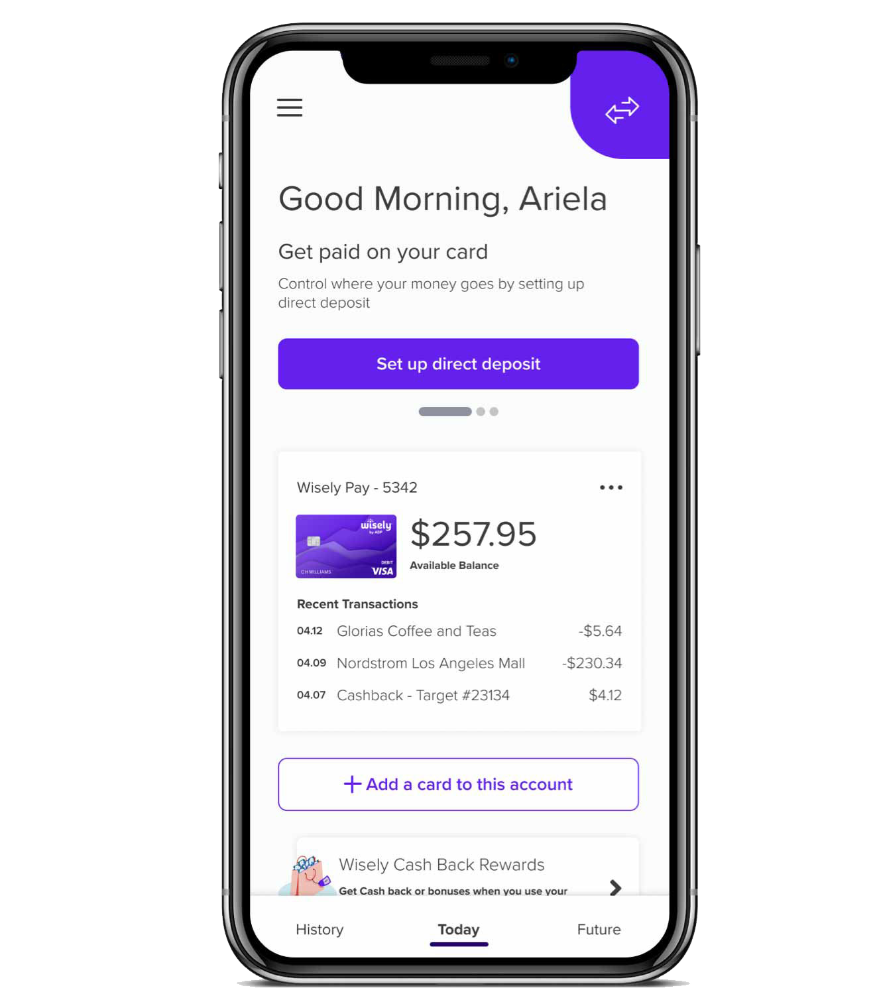 Good Morning, Ariela
Get paid on your card
Control where your money goes by setting up
direct deposit
Set up direct deposit
Wisely Pay - 5342
wisely
by ADP
DEBIT
CHWILLIAMS
VISA
$257.95
Available Balance
Recent Transactions
04.12 Glorias Coffee and Teas -$5.64
04.09 Nordstrom Los Angeles Mall -$230.34
04.07 Cashback - Target #23134 $4.12
+ Add a card to this account
Wisely Cash Back Rewards
Get Cash back or bonuses when you use your
History Today Future